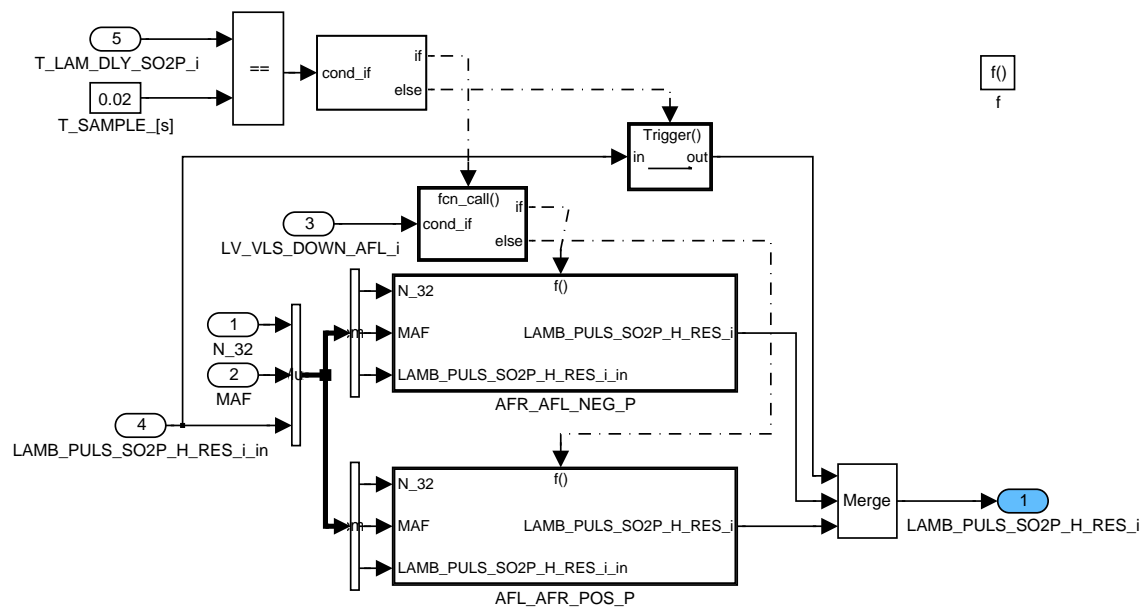 5
T_LAM_DLY_SO2P_i
0.02
T_SAMPLE_[s]
==
cond_if
if
else
f()
f
Trigger()
in
out
fcn_call()
cond_if
if
else
3
LV_VLS_DOWN_AFL_i
f()
N_32
MAF
LAMB_PULS_SO2P_H_RES_i_in
LAMB_PULS_SO2P_H_RES_i
AFR_AFL_NEG_P
1
N_32
2
MAF
4
LAMB_PULS_SO2P_H_RES_i_in
f()
N_32
MAF
LAMB_PULS_SO2P_H_RES_i_in
LAMB_PULS_SO2P_H_RES_i
AFL_AFR_POS_P
Merge
1
LAMB_PULS_SO2P_H_RES_i